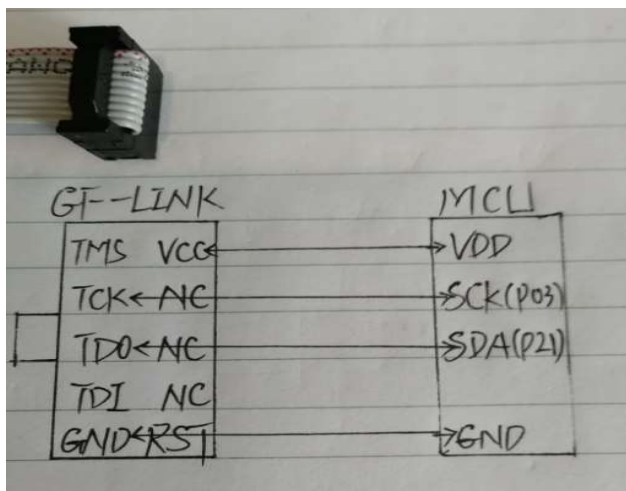 GF--LINK MCU
TMS VCC VDD
TCK NC SCK(P03)
TDO NC SDA(P21)
TDI NC
GND RST GND